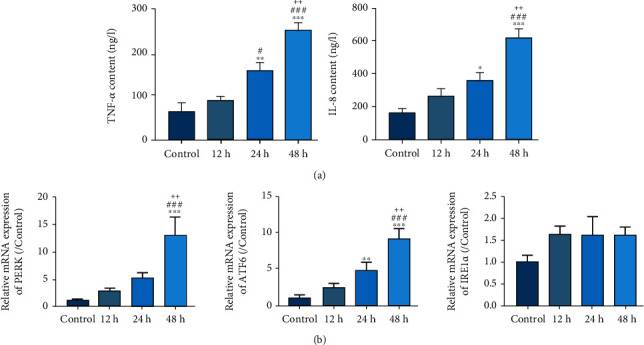 TNF-α content (ng/l)
300
200
100
0
#
**
++
###
***
Control 12 h 24 h 48 h
IL-8 content (ng/l)
800
600
400
200
0
*
++
###
***
Control 12 h 24 h 48 h
(a)
Relative mRNA expression
of PERK (/Control)
20
15
10
5
0
++
###
***
Control 12 h 24 h 48 h
Relative mRNA expression
of ATF6 (/Control)
15
10
5
0
**
++
###
***
Control 12 h 24 h 48 h
Relative mRNA expression
of IRE1a (/Control)
2.5
2.0
1.5
1.0
0.5
0.0
Control 12 h 24 h 48 h
(b)